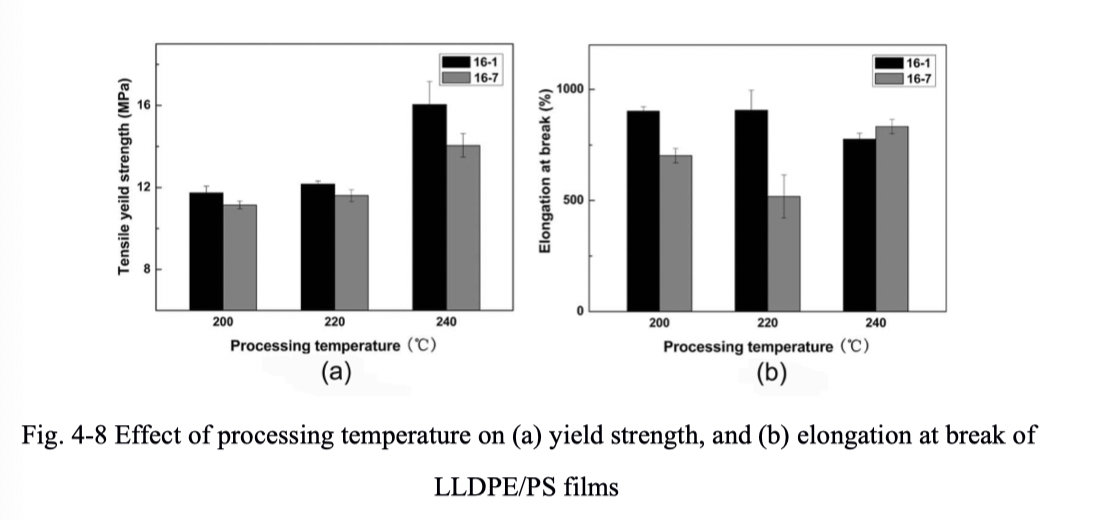 Tensile yeild strength (MPa)
16
12
8
16-1
16-7
200 220 240
Processing temperature (℃)
(a)
Elongation at break (%)
1000
500
0
16-1
16-7
200 220 240
Processing temperature (℃)
(b)
Fig. 4-8 Effect of processing temperature on (a) yield strength, and (b) elongation at break of
LLDPE/PS films